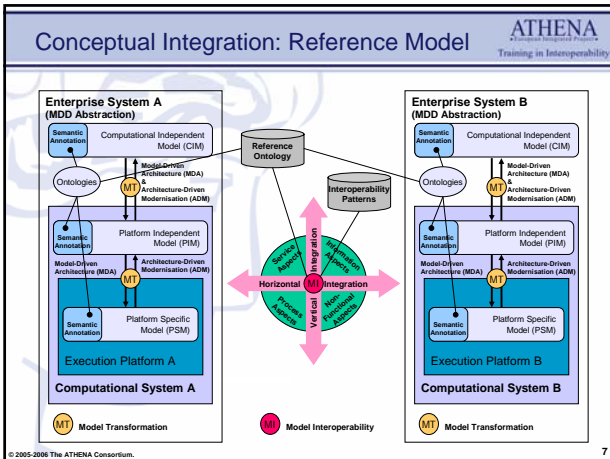 Conceptual Integration: Reference Model
ATHENA
European Integrated Project
Training in Interoperability
Enterprise System A
(MDD Abstraction)
Semantic
Annotation
Computational Independent
Model (CIM)
Ontologies
MT
Model-Driven
Architecture (MDA)
&
Architecture-Driven
Modernisation (ADM)
Semantic
Annotation
Platform Independent
Model (PIM)
Model-Driven
Architecture (MDA)
MT
Architecture-Driven
Modernisation (ADM)
Semantic
Annotation
Platform Specific
Model (PSM)
Execution Platform A
Computational System A
MT
Model Transformation
Reference
Ontology
Interoperability
Patterns
Service
Aspects
Information
Aspects
Process
Aspects
Non-
Functional
Aspects
Horizontal
MI
Integration
Vertical
Integration
MI
Model Interoperability
Enterprise System B
(MDD Abstraction)
Semantic
Annotation
Computational Independent
Model (CIM)
Ontologies
MT
Model-Driven
Architecture (MDA)
&
Architecture-Driven
Modernisation (ADM)
Semantic
Annotation
Platform Independent
Model (PIM)
Model-Driven
Architecture (MDA)
MT
Architecture-Driven
Modernisation (ADM)
Semantic
Annotation
Platform Specific
Model (PSM)
Execution Platform B
Computational System B
MT
Model Transformation
© 2005-2006 The ATHENA Consortium.
7